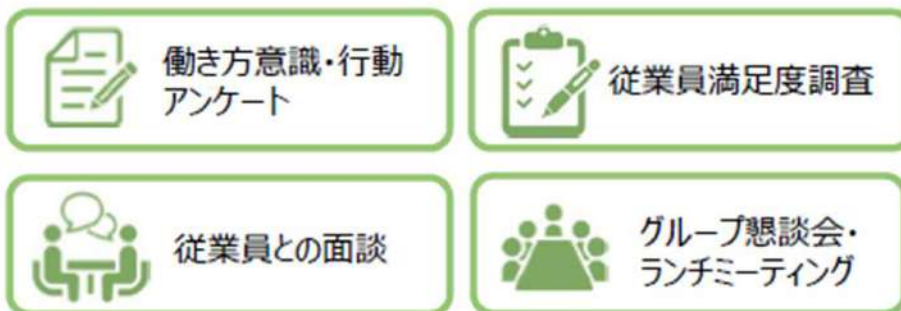 働き方意識・行動
アンケート
従業員満足度調査
従業員との面談
グループ懇談会・
ランチミーティング